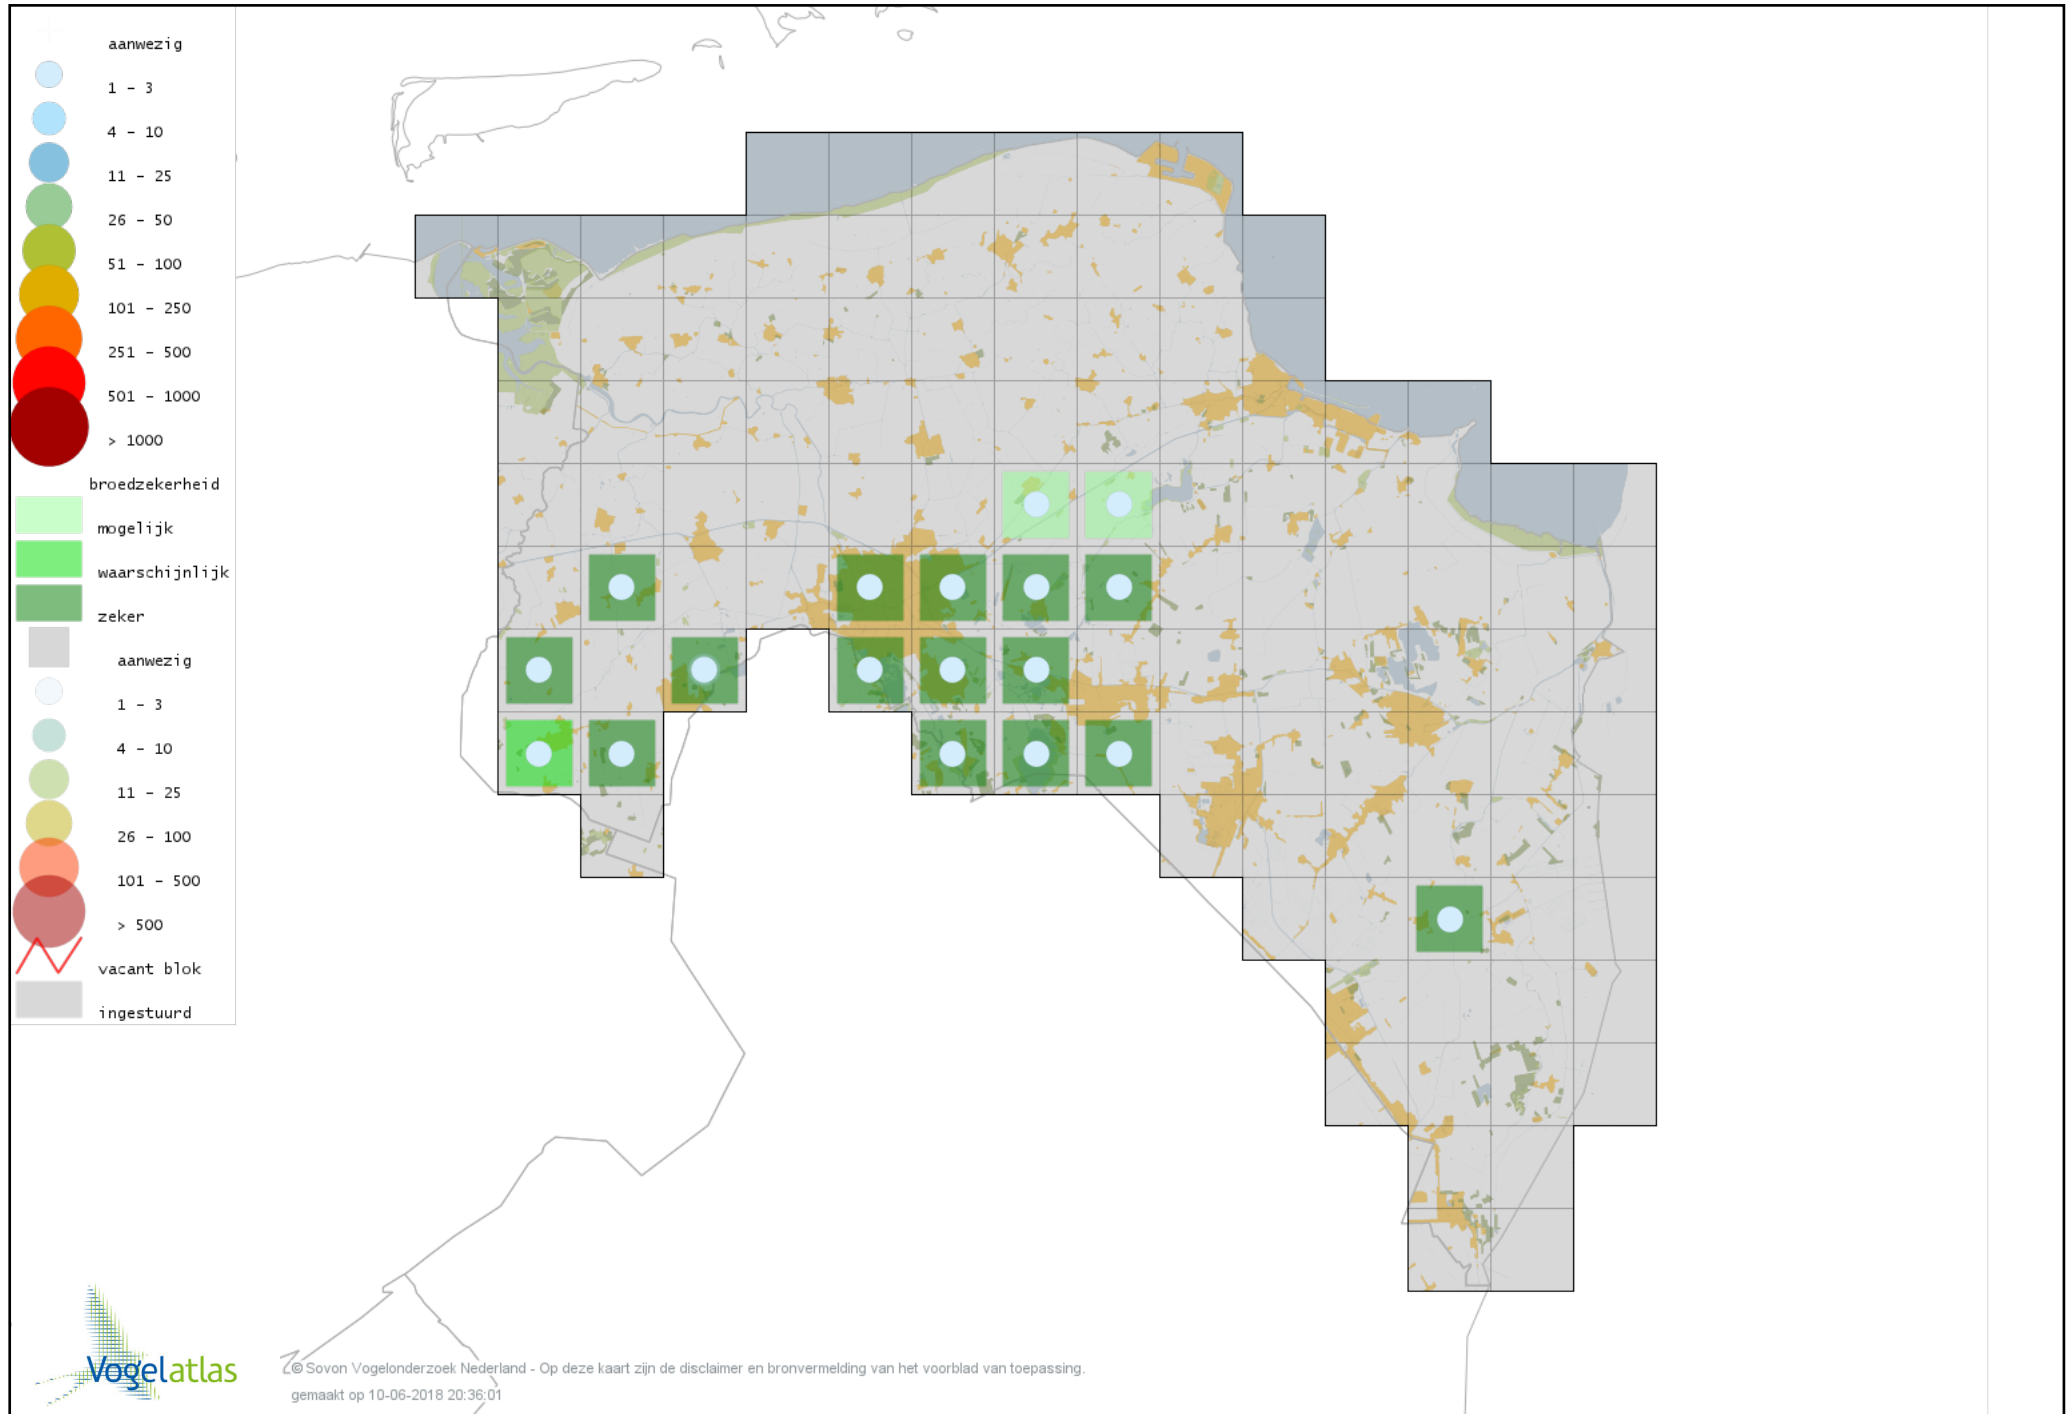 aanwezig
1 - 3
4 - 10
11 - 25
26 - 50
51 - 100
101 - 250
251 - 500
501 - 1000
> 1000
broedzekerheid
mogelijk
waarschijnlijk
zeker
aanwezig
1 - 3
4 - 10
11 - 25
26 - 100
101 - 500
> 500
vacant blok
ingestuurd
Vogelatlas
© Sovon Vogelonderzoek Nederland - Op deze kaart zijn de disclaimer en bronvermelding van het voorblad van toepassing.
gemaakt op 10-06-2018 20:36:01